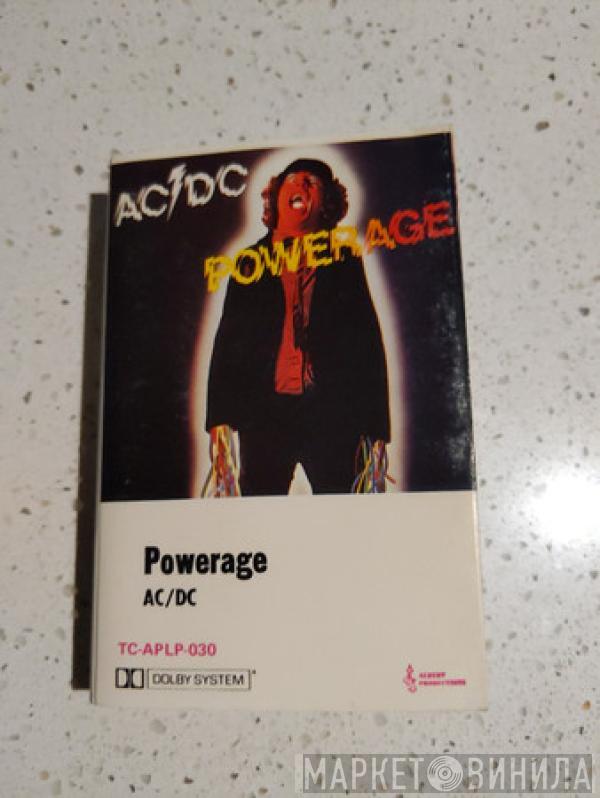 AC/DC
POWERAGE
Powerage
AC/DC
TC-APLP-030
DOLBY SYSTEM
ALBERT
PRODUCTIONS
МАРКЕТ ВИНИЛА